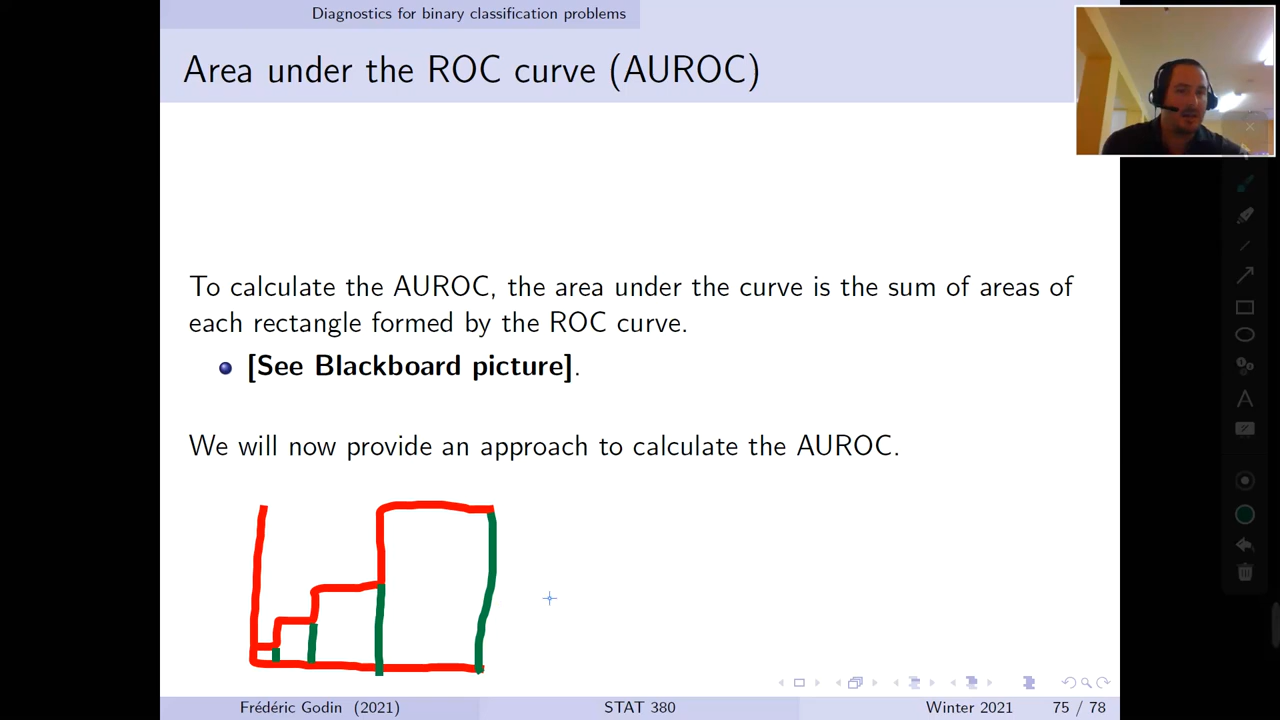 Diagnostics for binary classification problems
Area under the ROC curve (AUROC)
To calculate the AUROC, the area under the curve is the sum of areas of
each rectangle formed by the ROC curve.
[See Blackboard picture].
We will now provide an approach to calculate the AUROC.
Frédéric Godin (2021) STAT 380 Winter 2021 75 / 78